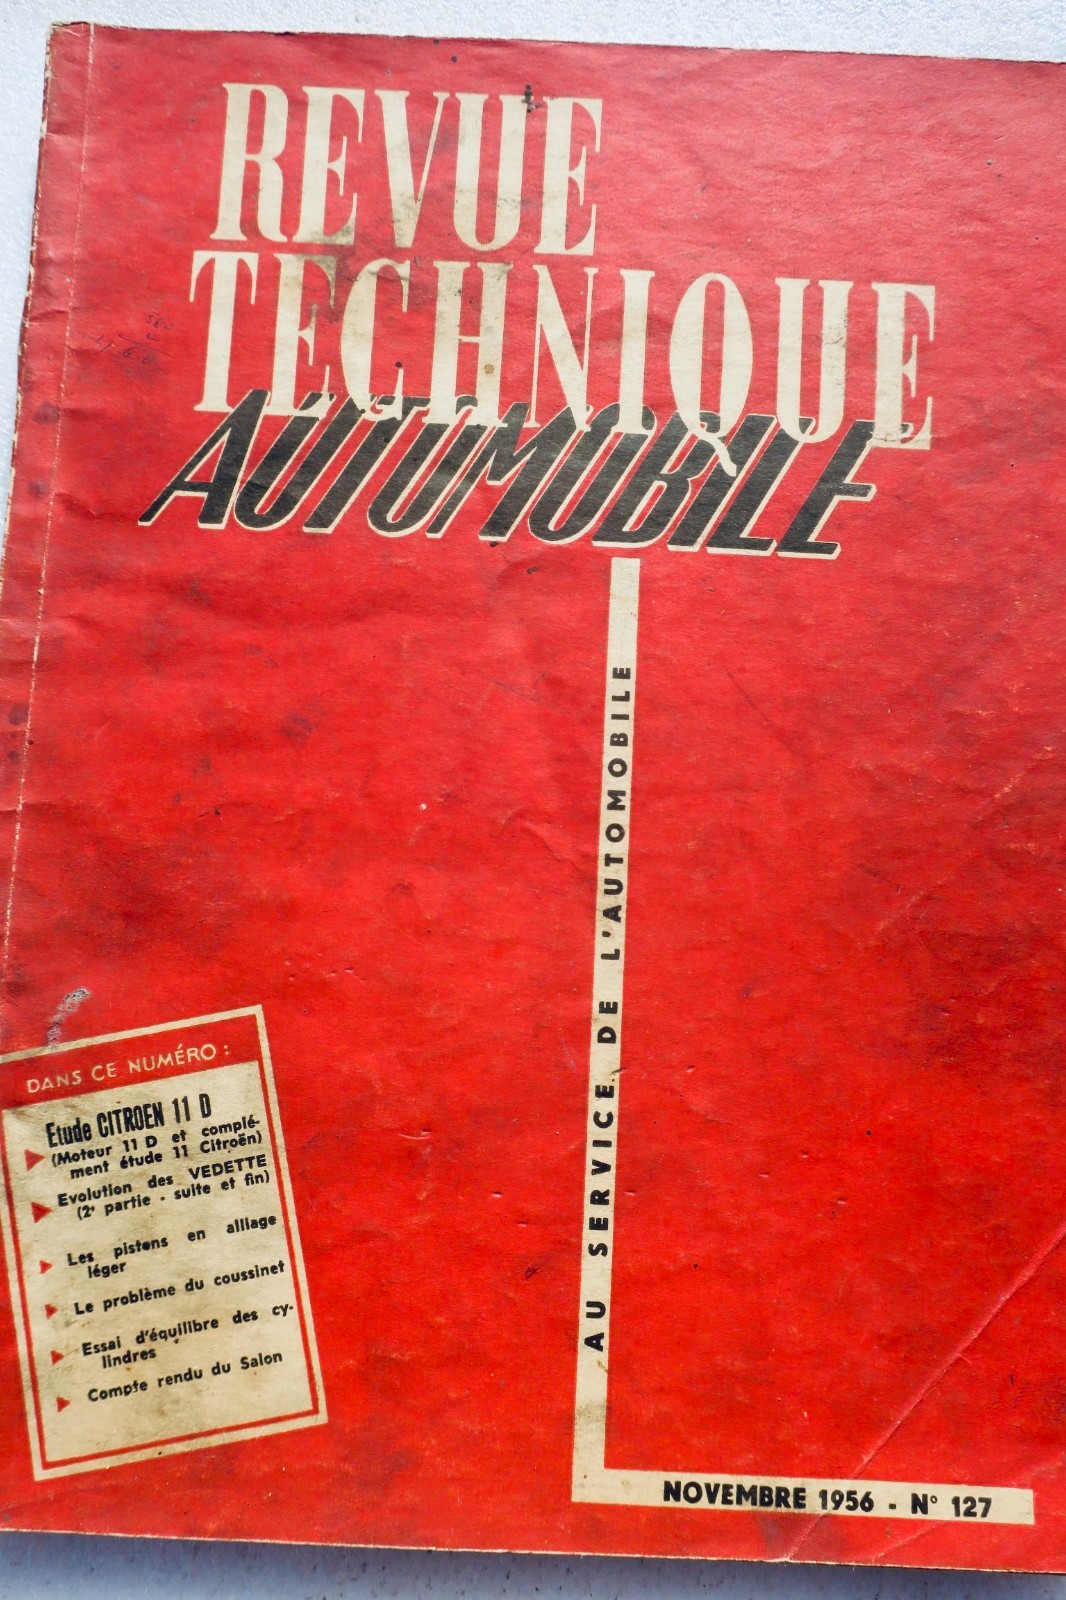 REVUE
TECHNIQUE
AUTOMOBILE
AU SERVICE DE L'AUTOMOBILE
DANS CE NUMÉRO :
Etude CITROEN 11 D
(Moteur 11 D et complé-
ment étude 11 Citroën)
Evolution des VEDETTE
(2e partie - suite et fin)
Les pistons en alliage
léger
Le problème du coussinet
Essai d'équilibre des cy-
lindres
Compte rendu du Salon
NOVEMBRE 1956 - N° 127